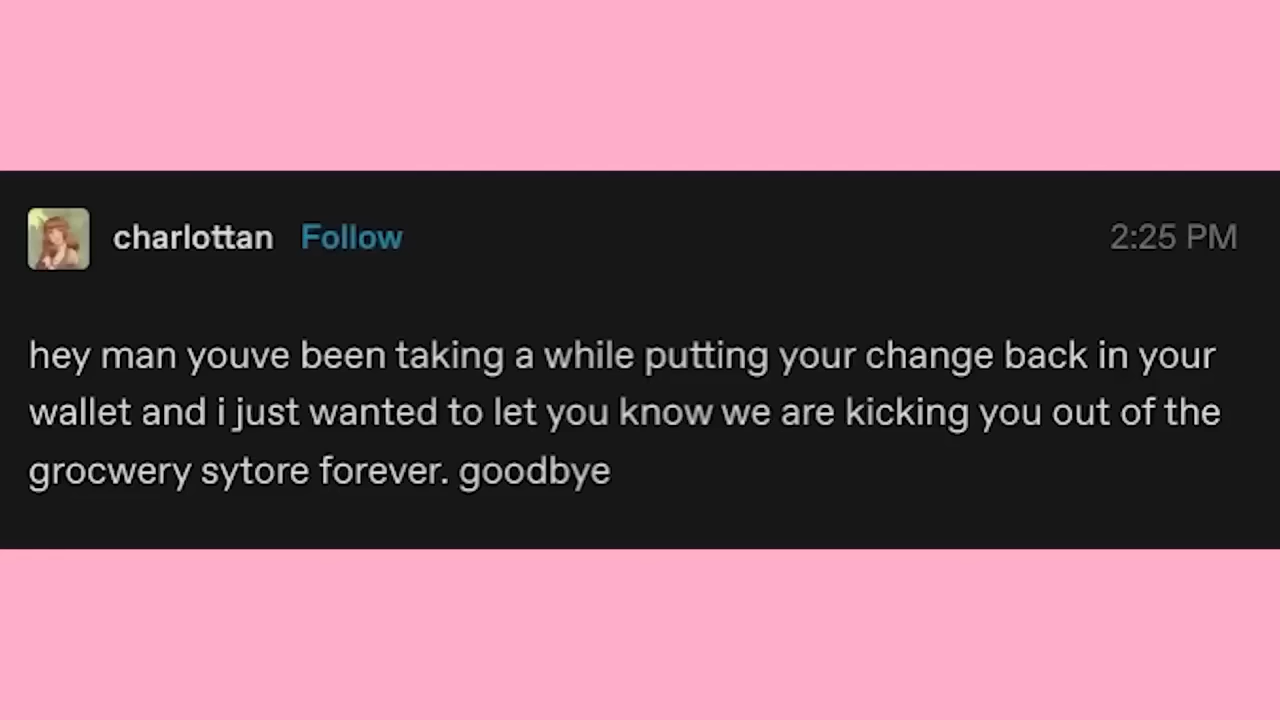 charlottan Follow 2:25 PM
hey man youve been taking a while putting your change back in your
wallet and i just wanted to let you know we are kicking you out of the
grocwery sytore forever. goodbye